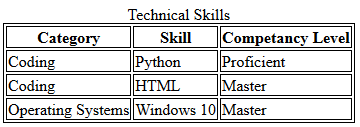 Technical Skills
Category Skill Competancy Level
Coding Python Proficient
Coding HTML Master
Operating Systems Windows 10 Master